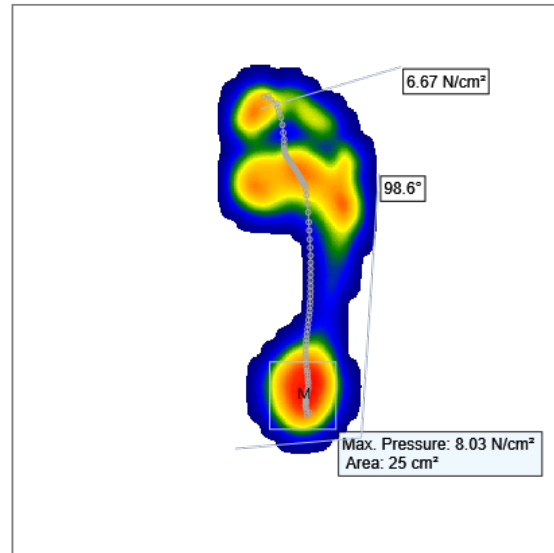 6.67 N/cm²
98.6°
M
Max. Pressure: 8.03 N/cm²
Area: 25 cm²